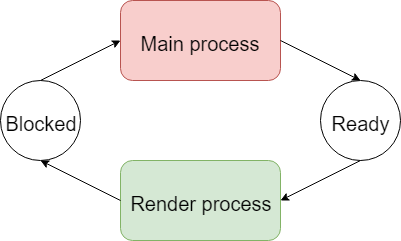 Main process
Blocked
Ready
Render process